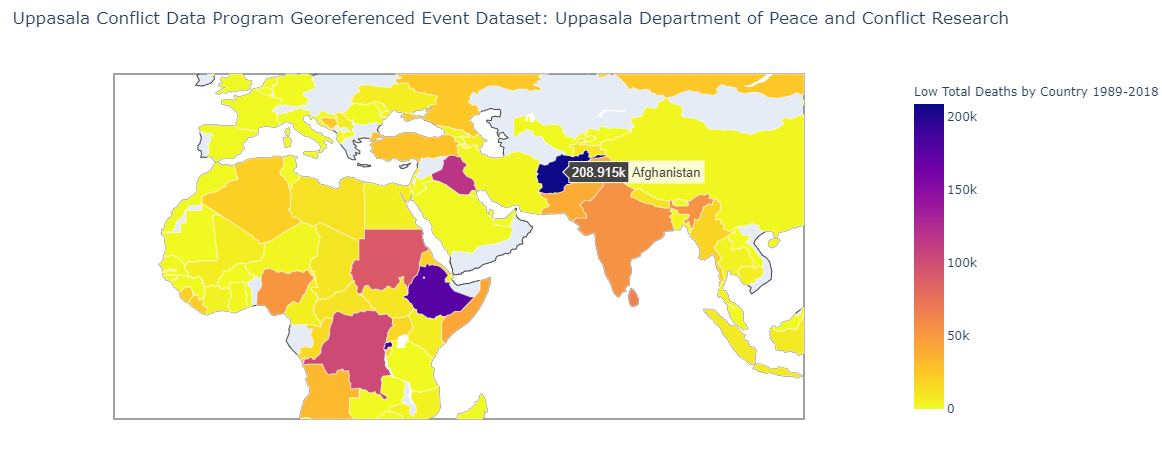 Uppasala Conflict Data Program Georeferenced Event Dataset: Uppasala Department of Peace and Conflict Research
Low Total Deaths by Country 1989-2018
200k
208.915k Afghanistan
150k
100k
50k
0